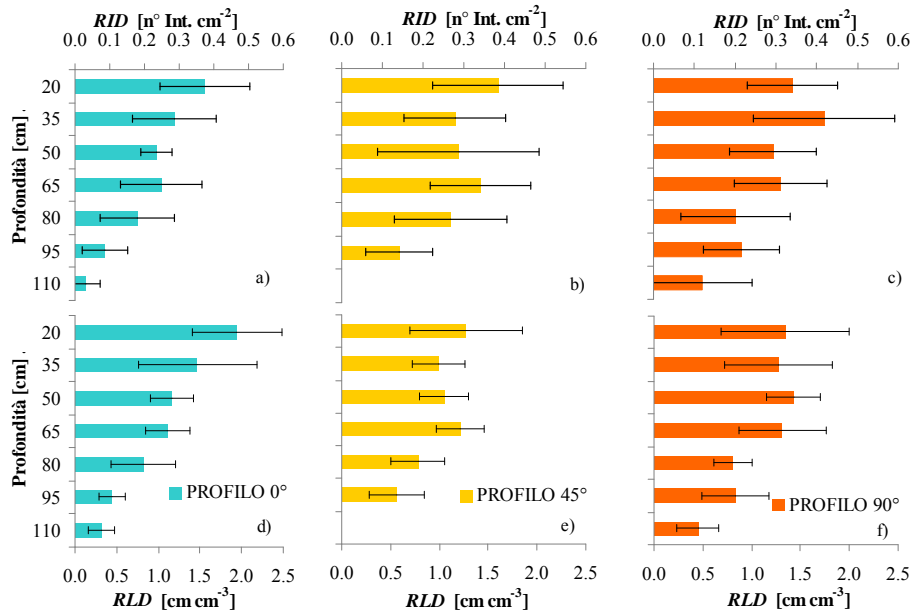 RID [n° Int. cm-2]
RID [n° Int. cm-2]
RID [n° Int. cm-2]
0.0 0.1 0.2 0.3 0.4 0.5 0.6
0.0 0.1 0.2 0.3 0.4 0.5 0.6
0.0 0.1 0.2 0.3 0.4 0.5 0.6
Profondità [cm] .
20
35
50
65
80
95
110
a)
b)
c)
Profondità [cm] .
20
35
50
65
80
95
110
PROFILO 0°
d)
PROFILO 45°
e)
PROFILO 90°
f)
0.0 0.5 1.0 1.5 2.0 2.5
0.0 0.5 1.0 1.5 2.0 2.5
0.0 0.5 1.0 1.5 2.0 2.5
RLD [cm cm-3]
RLD [cm cm-3]
RLD [cm cm-3]